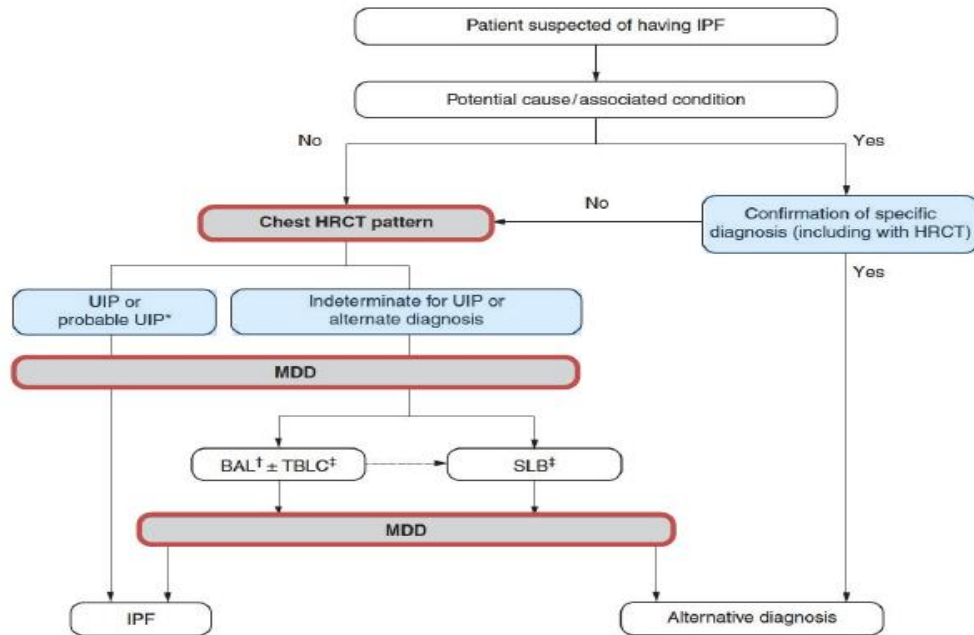 Patient suspected of having IPF
Potential cause/associated condition
No
Yes
Chest HRCT pattern
No
Confirmation of specific
diagnosis (including with HRCT)
Yes
UIP or
probable UIP*
Indeterminate for UIP or
alternate diagnosis
MDD
BAL† ± TBLC‡
SLB‡
MDD
IPF
Alternative diagnosis